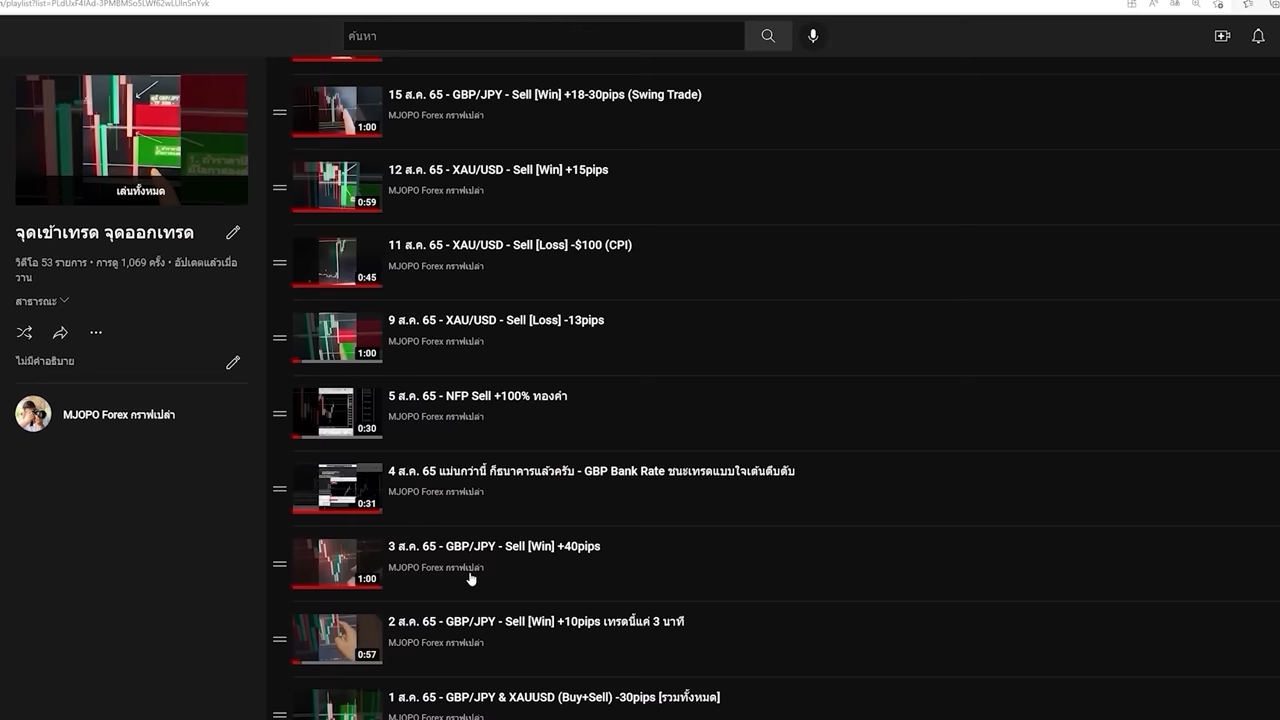 n/playlist?list=PLdUxF4lAd-3PMBMSo5LWf62wLUlnSnYvk
ค้นหา
เล่นทั้งหมด
จุดเข้าเทรด จุดออกเทรด
วิดีโอ 53 รายการ • การดู 1,069 ครั้ง • อัปเดตแล้วเมื่อ
วาน
สาธารณะ
ไม่มีคำอธิบาย
MJOPO Forex กราฟเปล่า
15 ส.ค. 65 - GBP/JPY - Sell [Win] +18-30pips (Swing Trade)
MJOPO Forex กราฟเปล่า
1:00
12 ส.ค. 65 - XAU/USD - Sell [Win] +15pips
MJOPO Forex กราฟเปล่า
0:59
11 ส.ค. 65 - XAU/USD - Sell [Loss] -$100 (CPI)
MJOPO Forex กราฟเปล่า
0:45
9 ส.ค. 65 - XAU/USD - Sell [Loss] -13pips
MJOPO Forex กราฟเปล่า
1:00
5 ส.ค. 65 - NFP Sell +100% ทองคำ
MJOPO Forex กราฟเปล่า
0:30
4 ส.ค. 65 แม่นกว่านี้ ก็ธนาคารแล้วครับ - GBP Bank Rate ชนะเทรดแบบใจเต้นตึบตับ
MJOPO Forex กราฟเปล่า
0:31
3 ส.ค. 65 - GBP/JPY - Sell [Win] +40pips
MJOPO Forex กราฟเปล่า
1:00
2 ส.ค. 65 - GBP/JPY - Sell [Win] +10pips เทรดนี้แค่ 3 นาที
MJOPO Forex กราฟเปล่า
0:57
1 ส.ค. 65 - GBP/JPY & XAUUSD (Buy+Sell) -30pips [รวมทั้งหมด]
MJOPO Forex กราฟเปล่า